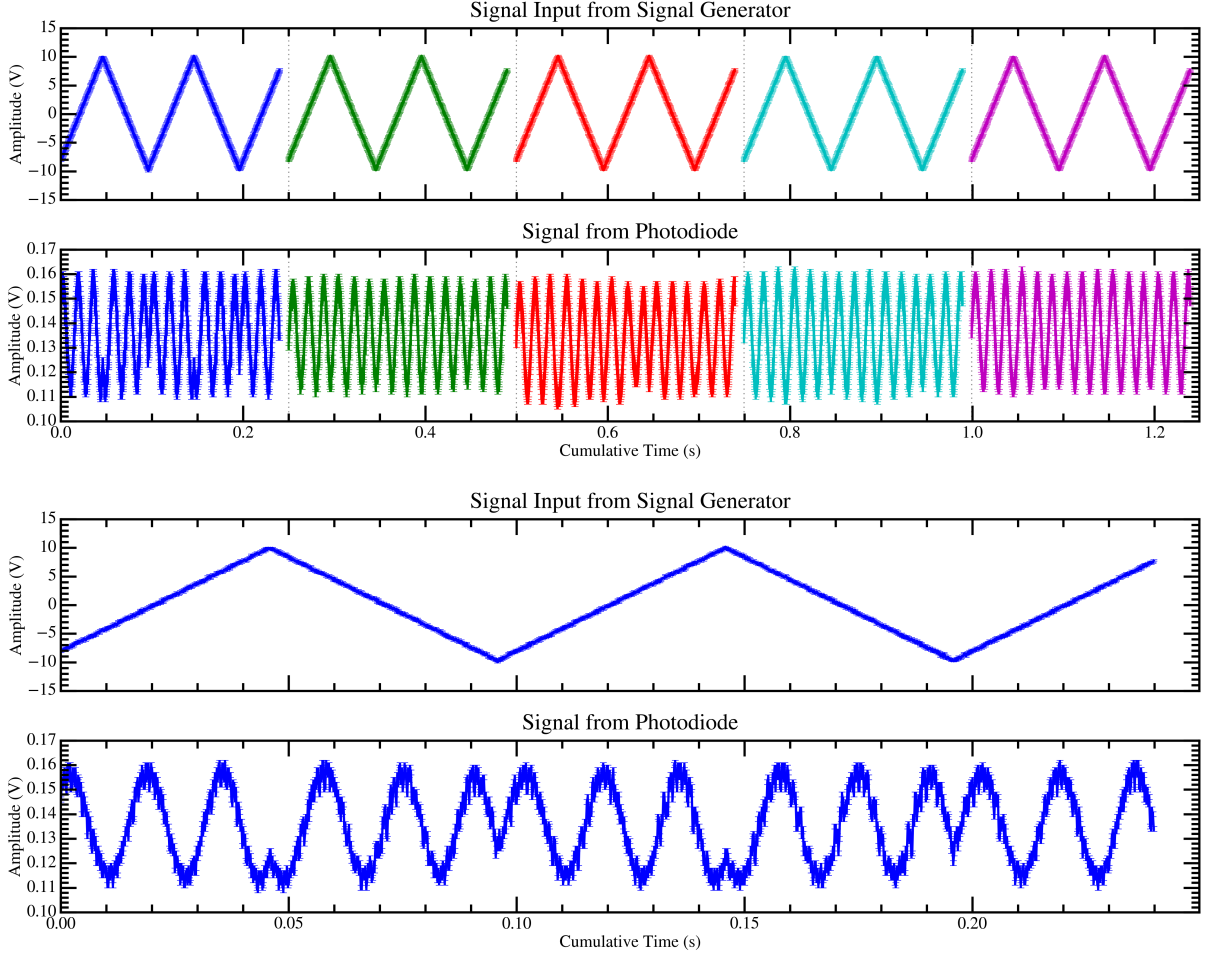 Signal Input from Signal Generator
Amplitude (V)
15
10
5
0
−5
−10
−15
Signal from Photodiode
Amplitude (V)
0.17
0.16
0.15
0.14
0.13
0.12
0.11
0.10
0.0 0.2 0.4 0.6 0.8 1.0 1.2
Cumulative Time (s)
Signal Input from Signal Generator
Amplitude (V)
15
10
5
0
−5
−10
−15
Signal from Photodiode
Amplitude (V)
0.17
0.16
0.15
0.14
0.13
0.12
0.11
0.10
0.00 0.05 0.10 0.15 0.20
Cumulative Time (s)